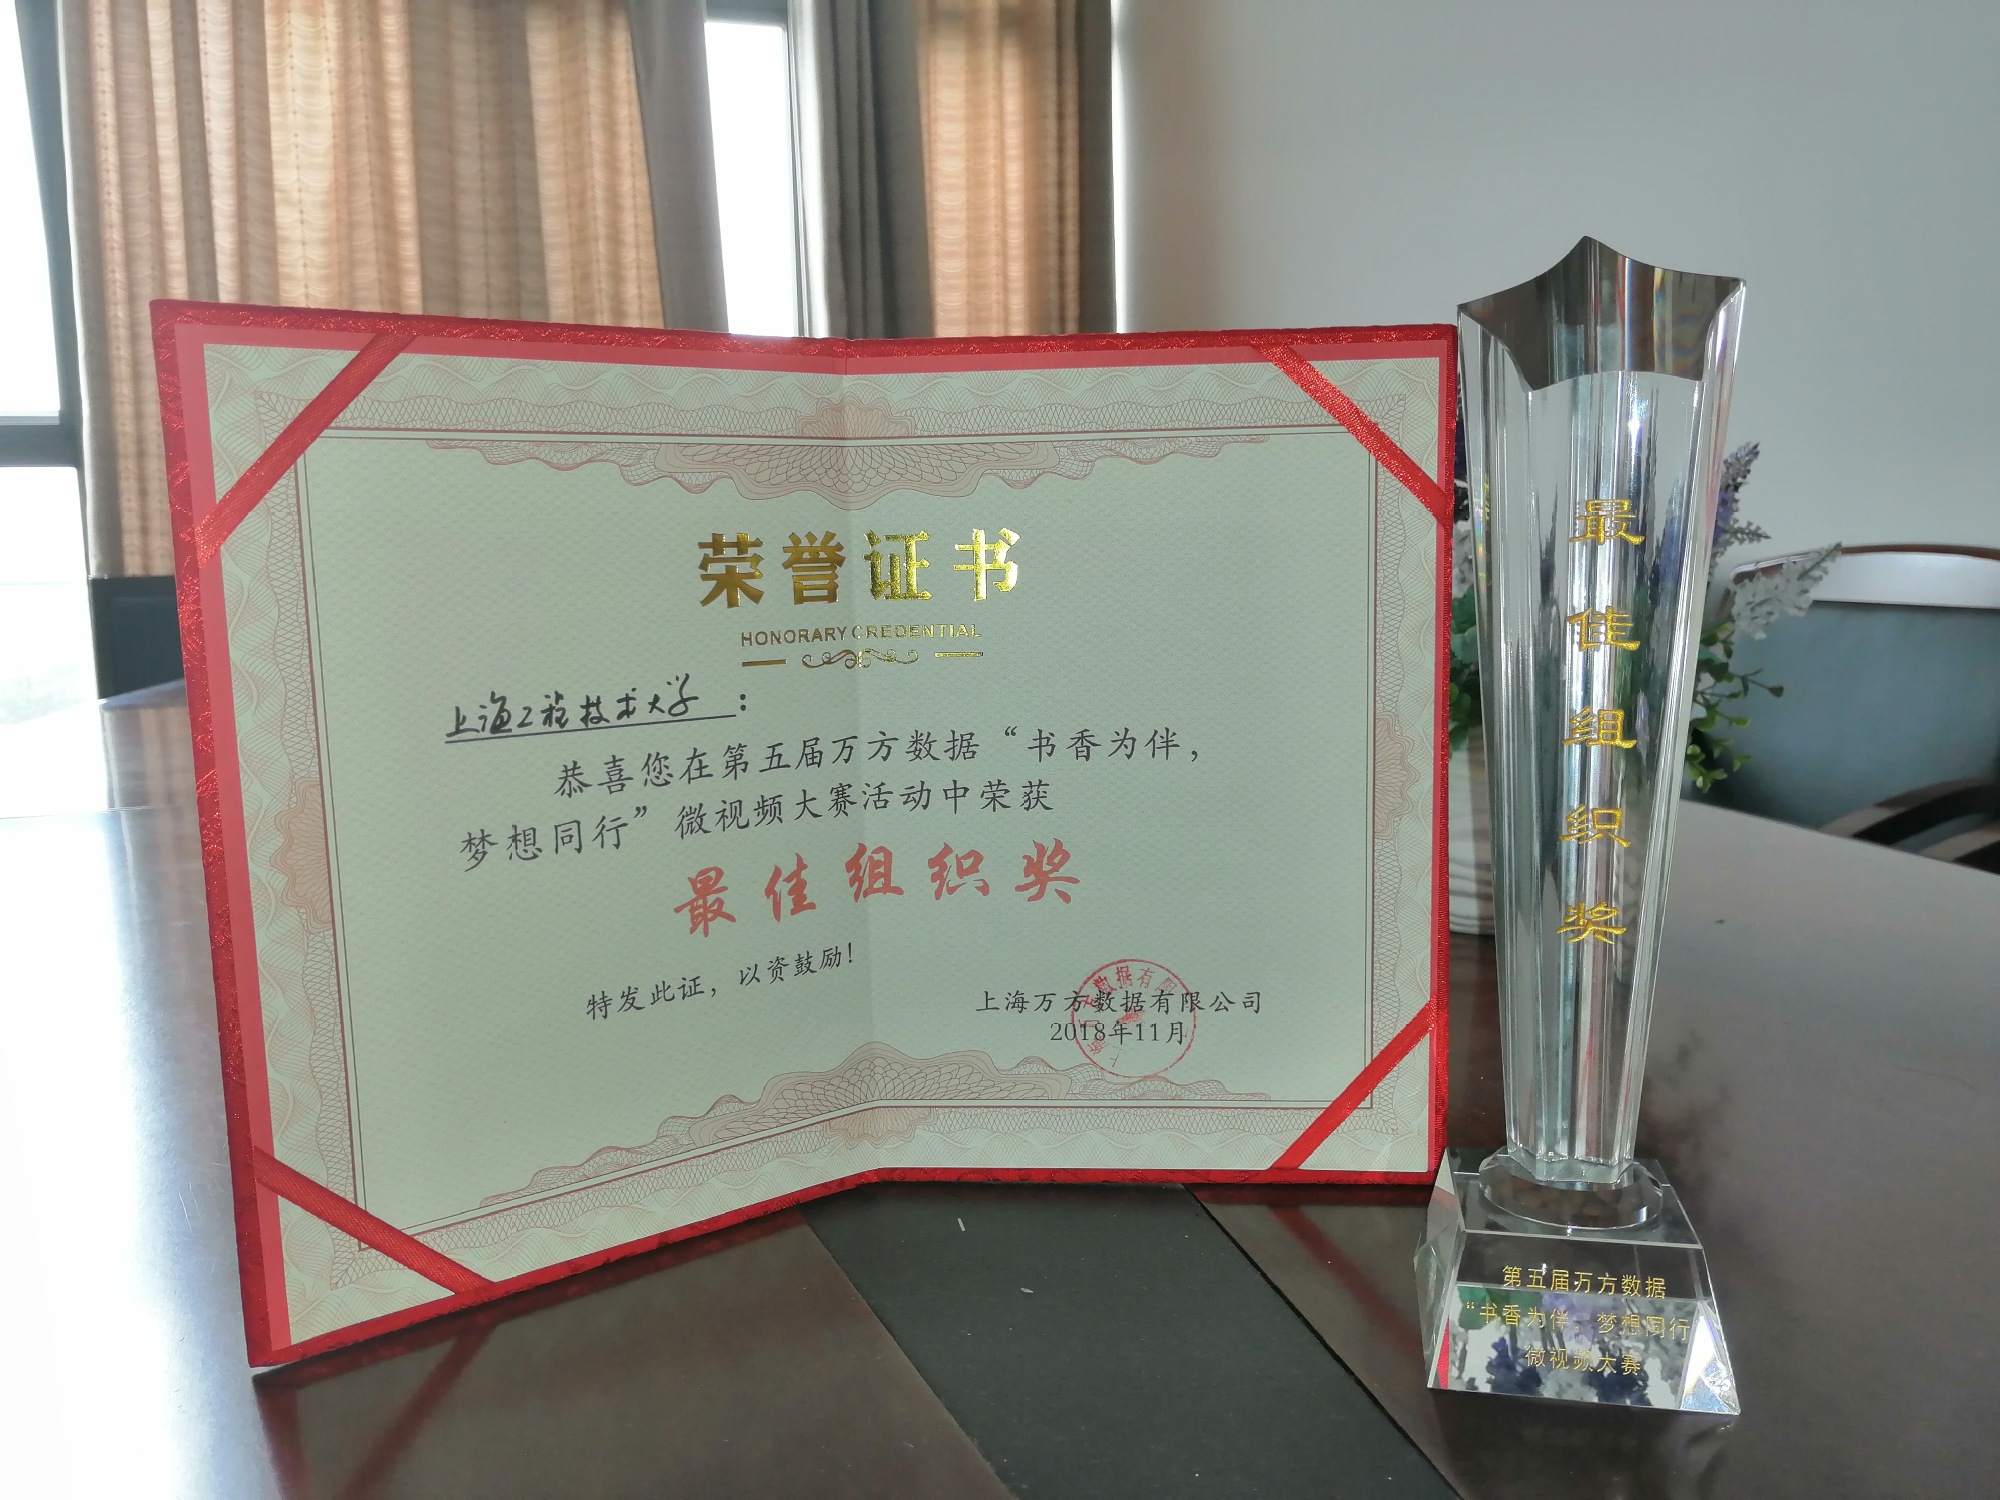 荣誉证书
HONORARY CREDENTIAL
上海工程技术大学：
恭喜您在第五届万方数据“书香为伴，
梦想同行”微视频大赛活动中荣获
最佳组织奖
特发此证，以资鼓励！
上海万方数据有限公司
2018年11月
最佳组织奖
第五届万方数据
“书香为伴，梦想同行
微视频大赛